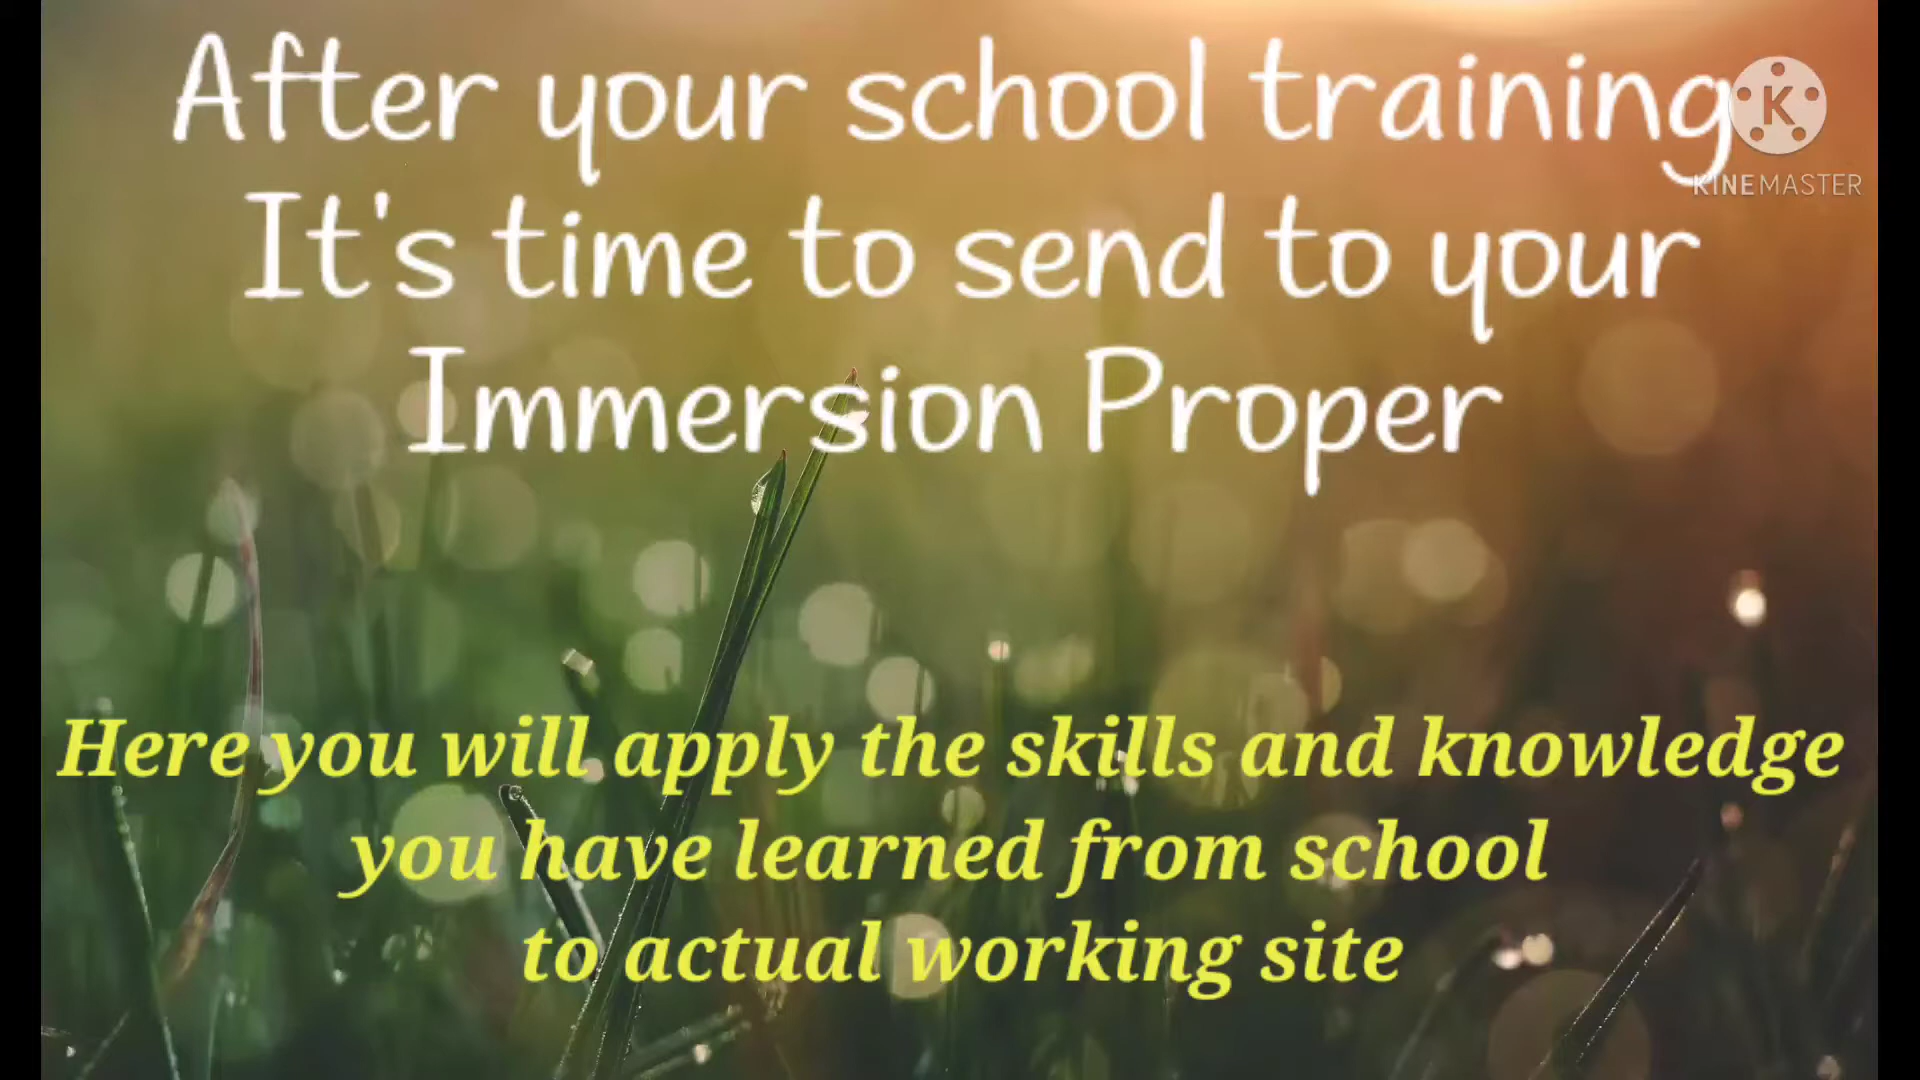 After your school training
It's time to send to your
Immersion Proper
K
KINEMASTER
Here you will apply the skills and knowledge
you have learned from school
to actual working site